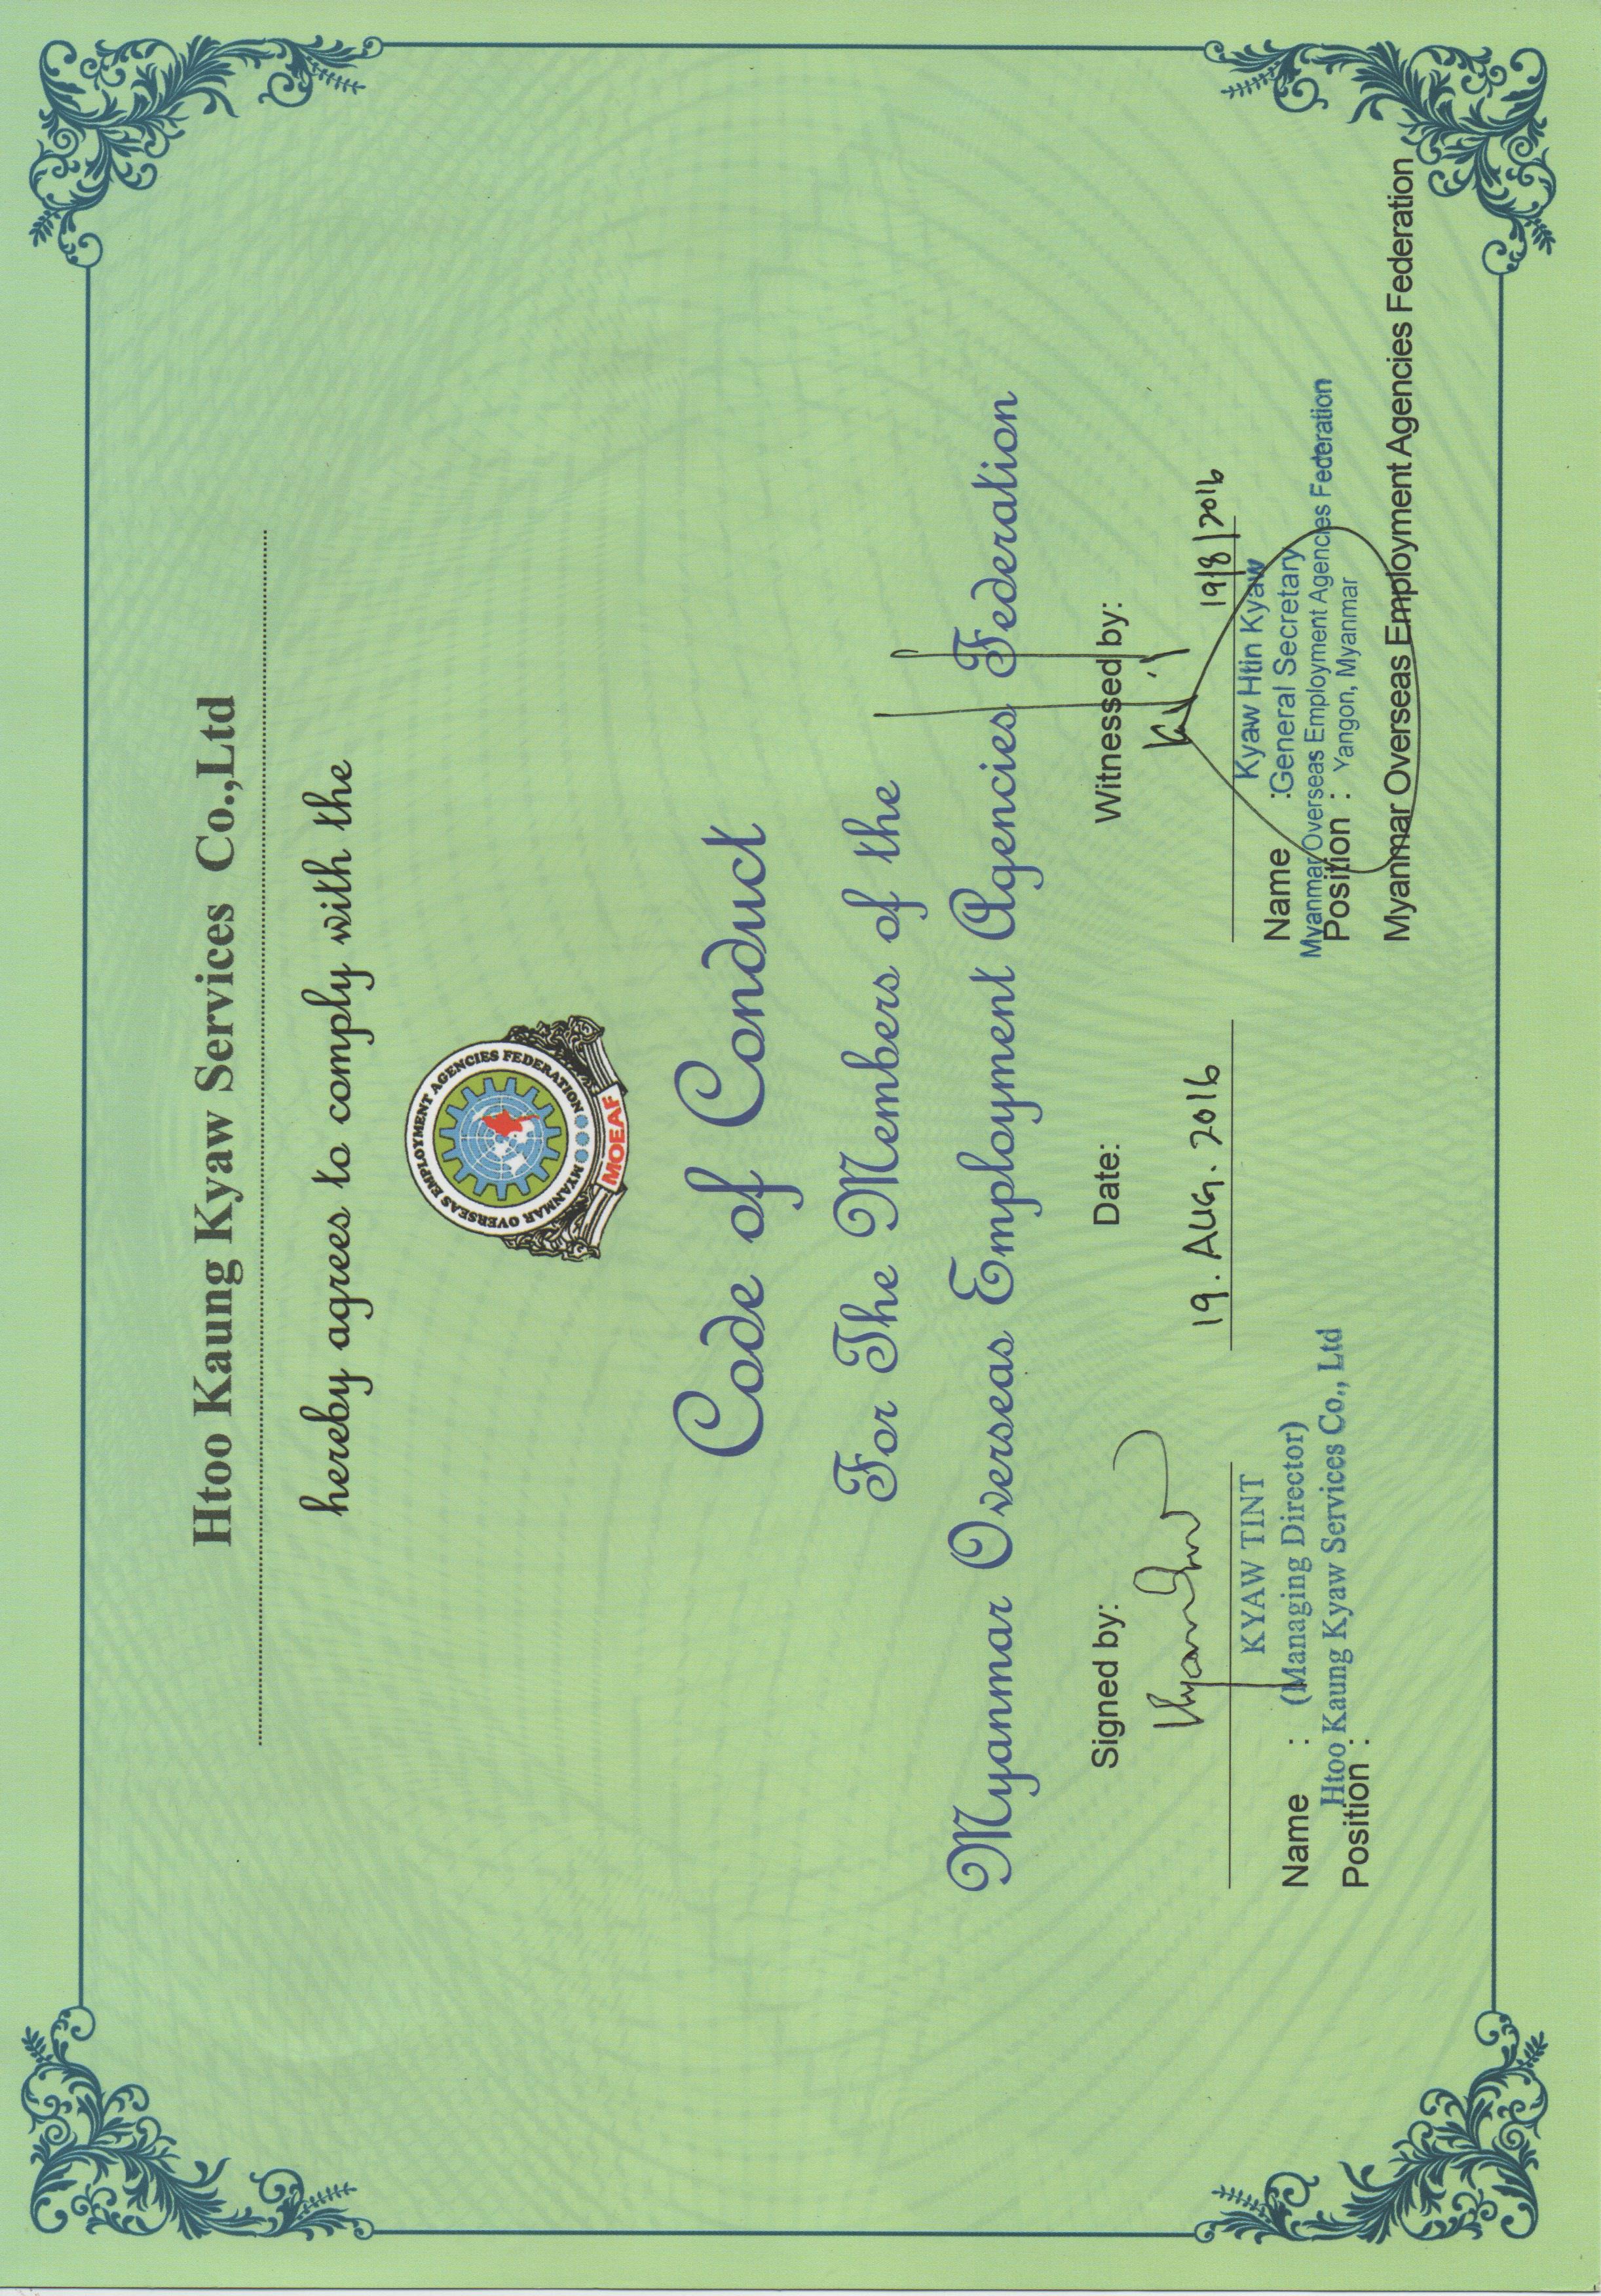 Htoo Kaung Kyaw Services Co.,Ltd
hereby agrees to comply with the
MYANMAR OVERSEAS EMPLOYMENT AGENCIES FEDERATION
MOEAF
Code of Conduct
For The Members of the
Myanmar Overseas Employment Agencies Federation
Signed by:
KYAW TINT
Name : (Managing Director)
Htoo Kaung Kyaw Services Co., Ltd
Position :
Date:
19. AUG. 2016
Witnessed by:
19/8/2016
Kyaw Htin Kyaw
Name :General Secretary
Myanmar Overseas Employment Agencies Federation
Position : Yangon, Myanmar
Myanmar Overseas Employment Agencies Federation